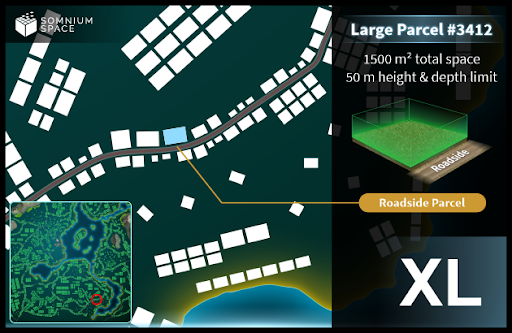 SOMNIUM
SPACE
Large Parcel #3412
1500 m² total space
50 m height & depth limit
Roadside
Roadside Parcel
XL